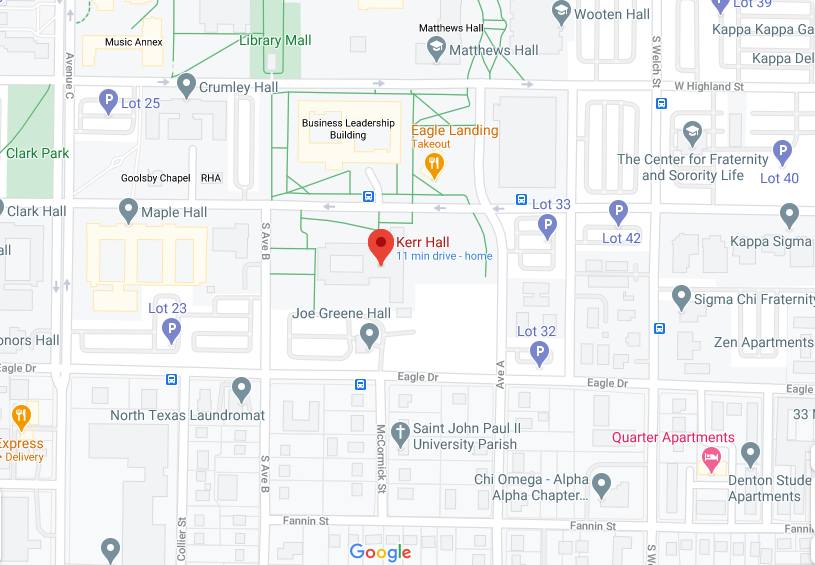 Lot 39
Wooten Hall
Matthews Hall
Kappa Kappa Ga
Music Annex
Library Mall
Matthews Hall
Kappa Del
Avenue C
S Welch St
Crumley Hall
W Highland St
Lot 25
Business Leadership
Building
Eagle Landing
Takeout
Clark Park
The Center for Fraternity
and Sorority Life
Lot 40
Goolsby Chapel
RHA
Clark Hall
Maple Hall
Lot 33
Lot 42
S Ave B
Kerr Hall
11 min drive - home
Kappa Sigma
all
Sigma Chi Fraternity
Lot 23
Joe Greene Hall
Lot 32
onors Hall
Zen Apartments
Eagle Dr
Eagle Dr
Ave A
Eagle Dr
Eagle Dr
North Texas Laundromat
33 M
Express
• Delivery
McCormick St
Saint John Paul II
University Parish
Quarter Apartments
S Ave B
Chi Omega - Alpha
Alpha Chapter...
Denton Stude
Apartments
Collier St
Fannin St
Fannin St
Fannin
S W
Google